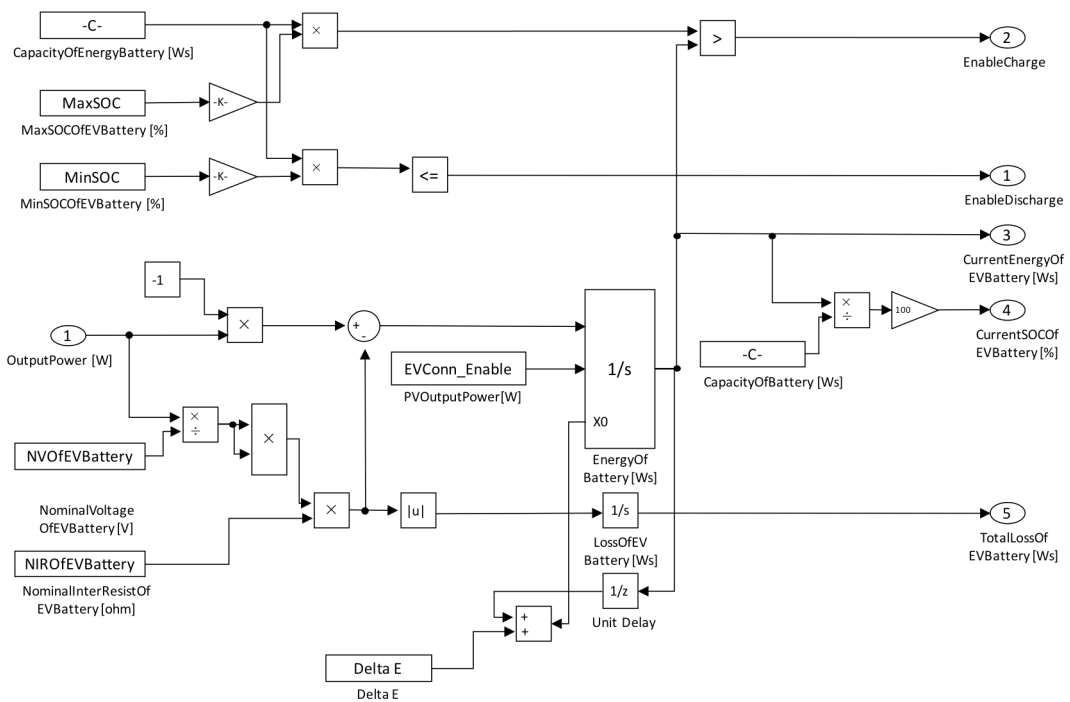 -C-
CapacityOfEnergyBattery [Ws]
×
>
2
EnableCharge
MaxSOC
-K-
MaxSOCOfEVBattery [%]
MinSOC
-K-
×
<=
1
MinSOCOfEVBattery [%]
EnableDischarge
3
CurrentEnergyOf
EVBattery [Ws]
-1
×
÷
100
4
CurrentSOCOf
EVBattery [%]
-C-
CapacityOfBattery [Ws]
1
OutputPower [W]
×
+
-
EVConn_Enable
PVOutputPower[W]
1/s
X0
EnergyOf
Battery [Ws]
×
÷
×
NVOfEVBattery
NominalVoltage
OfEVBattery [V]
×
|u|
1/s
LossOfEV
Battery [Ws]
5
TotalLossOf
EVBattery [Ws]
NIROfEVBattery
NominalInterResistOf
EVBattery [ohm]
1/z
Unit Delay
+
+
Delta E
Delta E